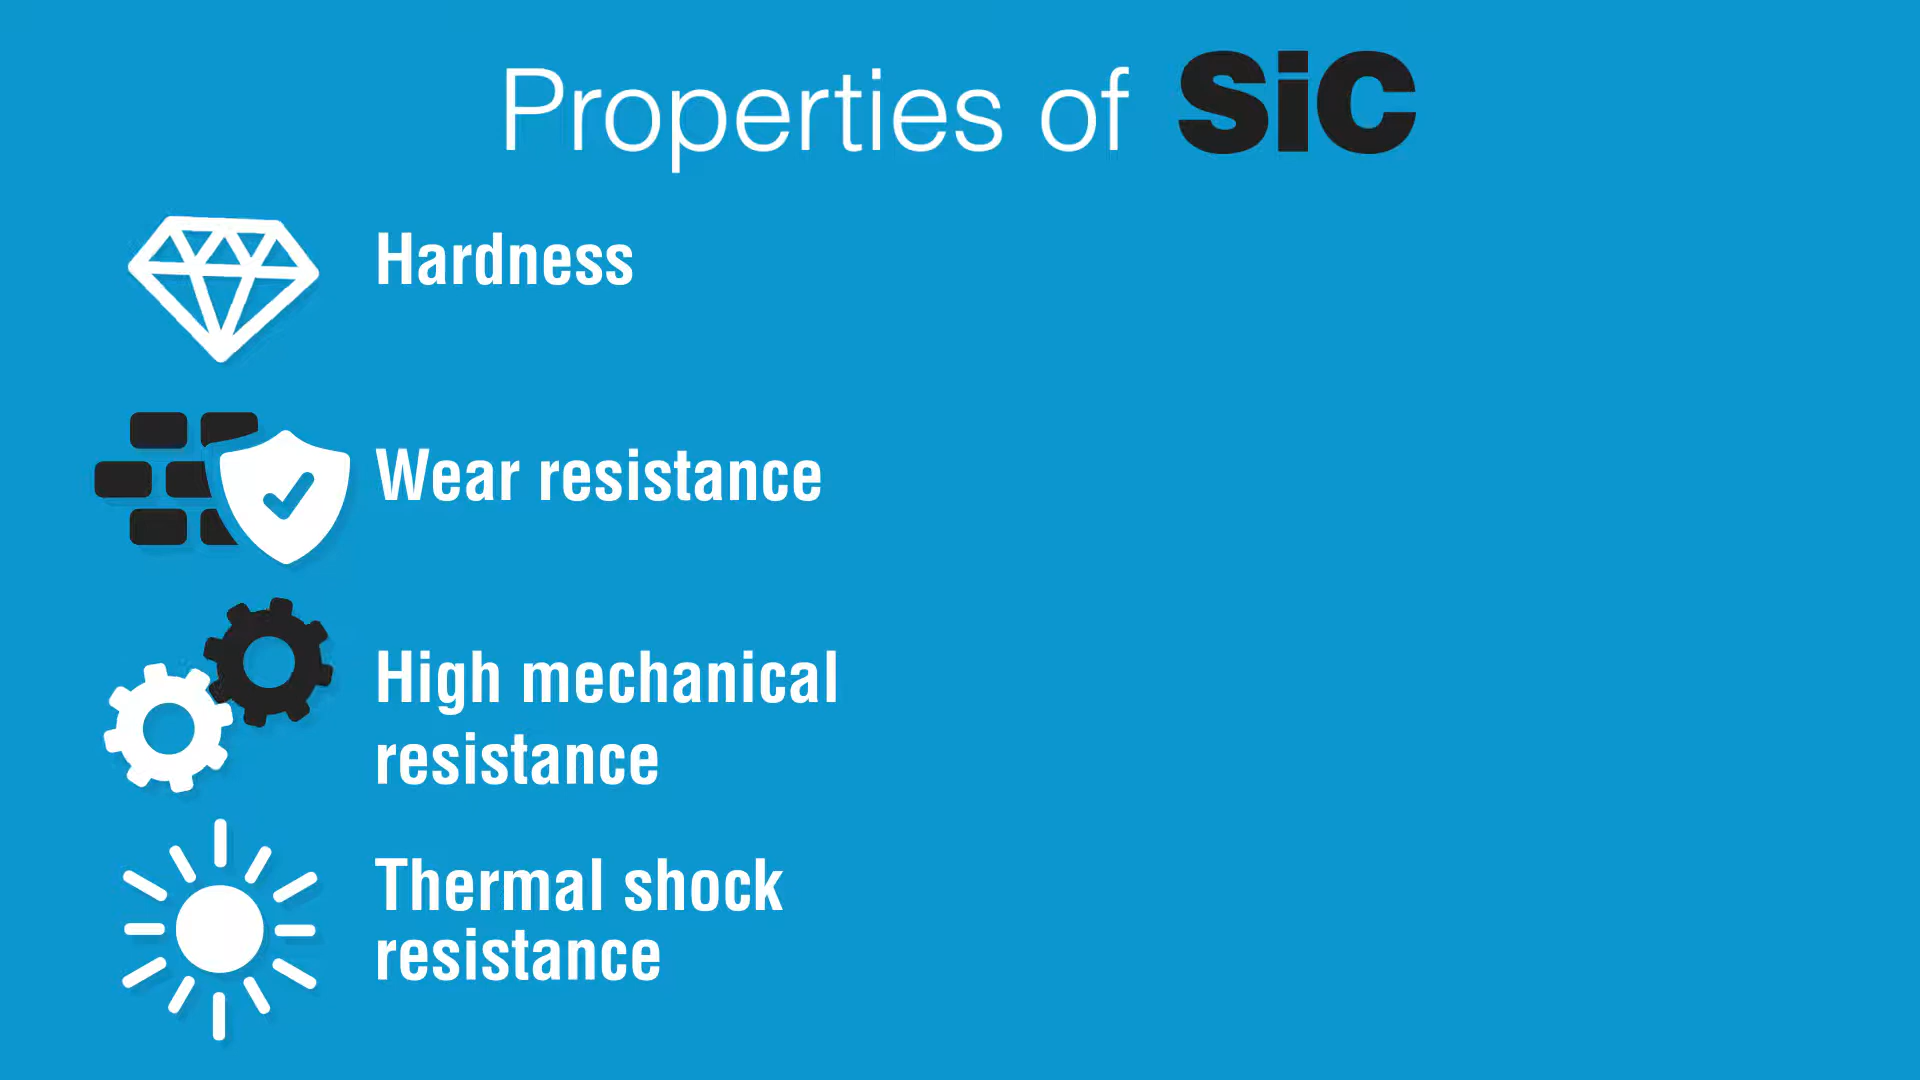 Properties of SiC
Hardness
Wear resistance
High mechanical
resistance
Thermal shock
resistance